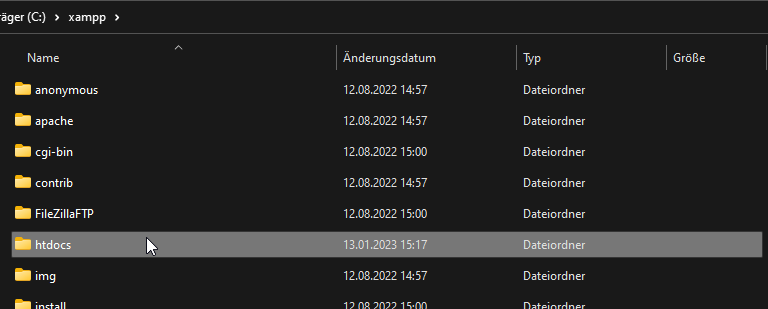 räger (C:) › xampp ›
Name Änderungsdatum Typ Größe
anonymous 12.08.2022 14:57 Dateiordner
apache 12.08.2022 14:57 Dateiordner
cgi-bin 12.08.2022 15:00 Dateiordner
contrib 12.08.2022 14:57 Dateiordner
FileZillaFTP 12.08.2022 15:00 Dateiordner
htdocs 13.01.2023 15:17 Dateiordner
img 12.08.2022 14:57 Dateiordner
install 12.08.2022 15:00 Dateiordner